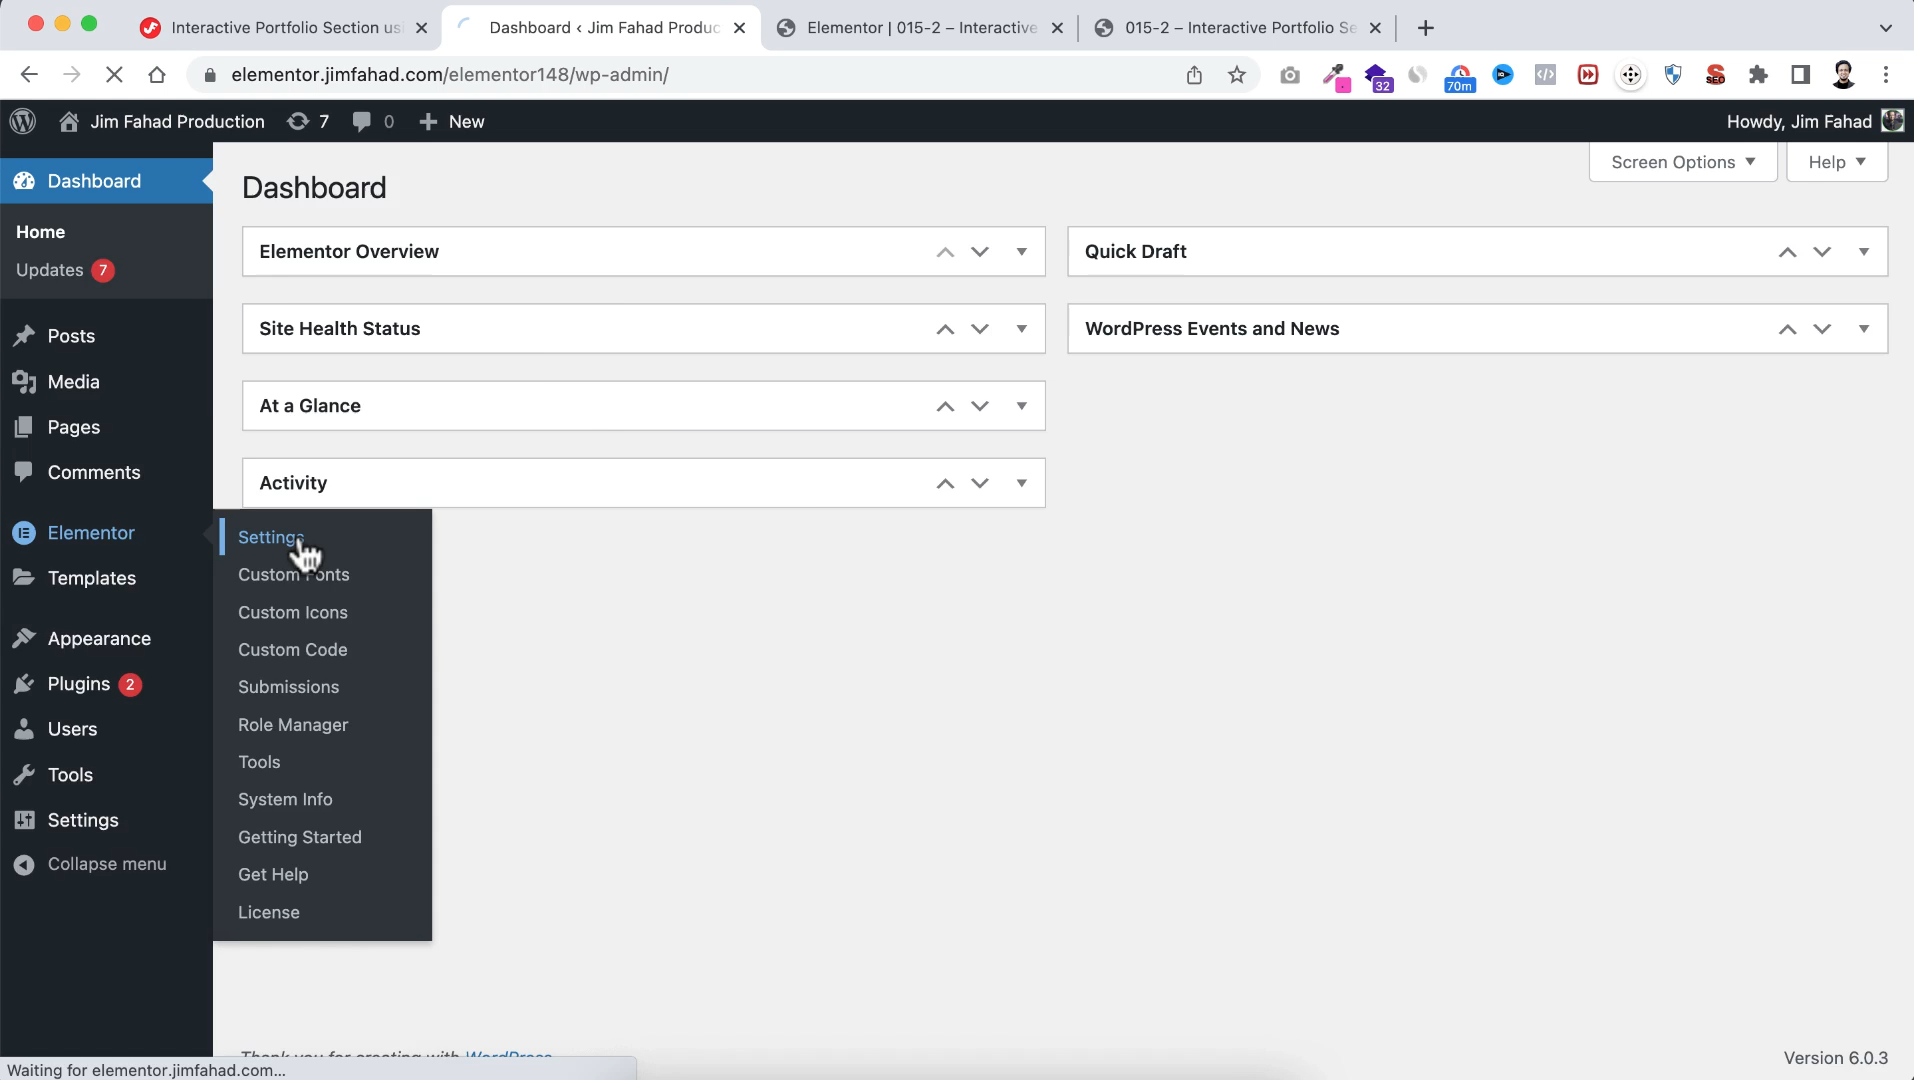 Interactive Portfolio Section us
Dashboard ‹ Jim Fahad Produc
Elementor | 015-2 – Interactive
015-2 – Interactive Portfolio Se
elementor.jimfahad.com/elementor148/wp-admin/
32
70m
SEO
Jim Fahad Production
7
0
New
Howdy, Jim Fahad
Dashboard
Home
Updates 7
Posts
Media
Pages
Comments
Elementor
Templates
Appearance
Plugins 2
Users
Tools
Settings
Collapse menu
Screen Options
Help
Dashboard
Elementor Overview
Quick Draft
Site Health Status
WordPress Events and News
At a Glance
Activity
Settings
Custom Fonts
Custom Icons
Custom Code
Submissions
Role Manager
Tools
System Info
Getting Started
Get Help
License
Thank you for creating with WordPress
Version 6.0.3
Waiting for elementor.jimfahad.com...